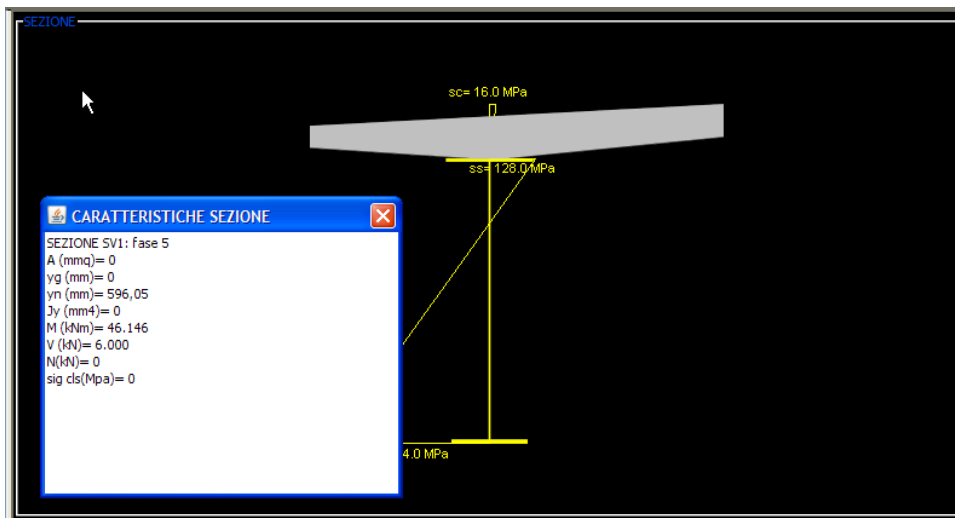 SEZIONE
sc= 16.0 MPa
ss= 128.0 MPa
CARATTERISTICHE SEZIONE
SEZIONE SV1: fase 5
A (mmq)= 0
yg (mm)= 0
yn (mm)= 596,05
Jy (mm4)= 0
M (kNm)= 46.146
V (kN)= 6.000
N(kN)= 0
sig cls(Mpa)= 0
4.0 MPa